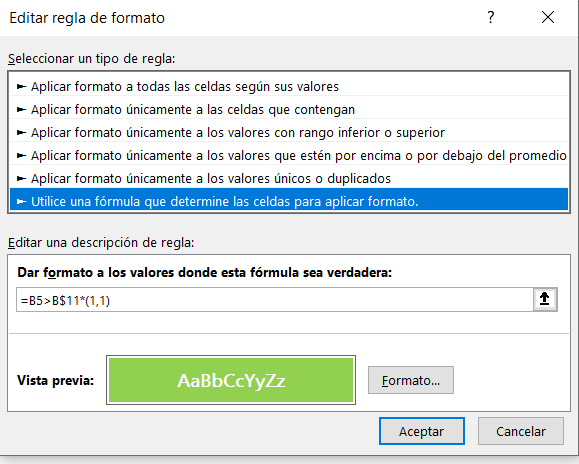 Editar regla de formato
? ×
Seleccionar un tipo de regla:
► Aplicar formato a todas las celdas según sus valores
► Aplicar formato únicamente a las celdas que contengan
► Aplicar formato únicamente a los valores con rango inferior o superior
► Aplicar formato únicamente a los valores que estén por encima o por debajo del promedio
► Aplicar formato únicamente a los valores únicos o duplicados
► Utilice una fórmula que determine las celdas para aplicar formato.
Editar una descripción de regla:
Dar formato a los valores donde esta fórmula sea verdadera:
=B5>B$11*(1,1)
Vista previa: AaBbCcYyZz Formato...
Aceptar Cancelar